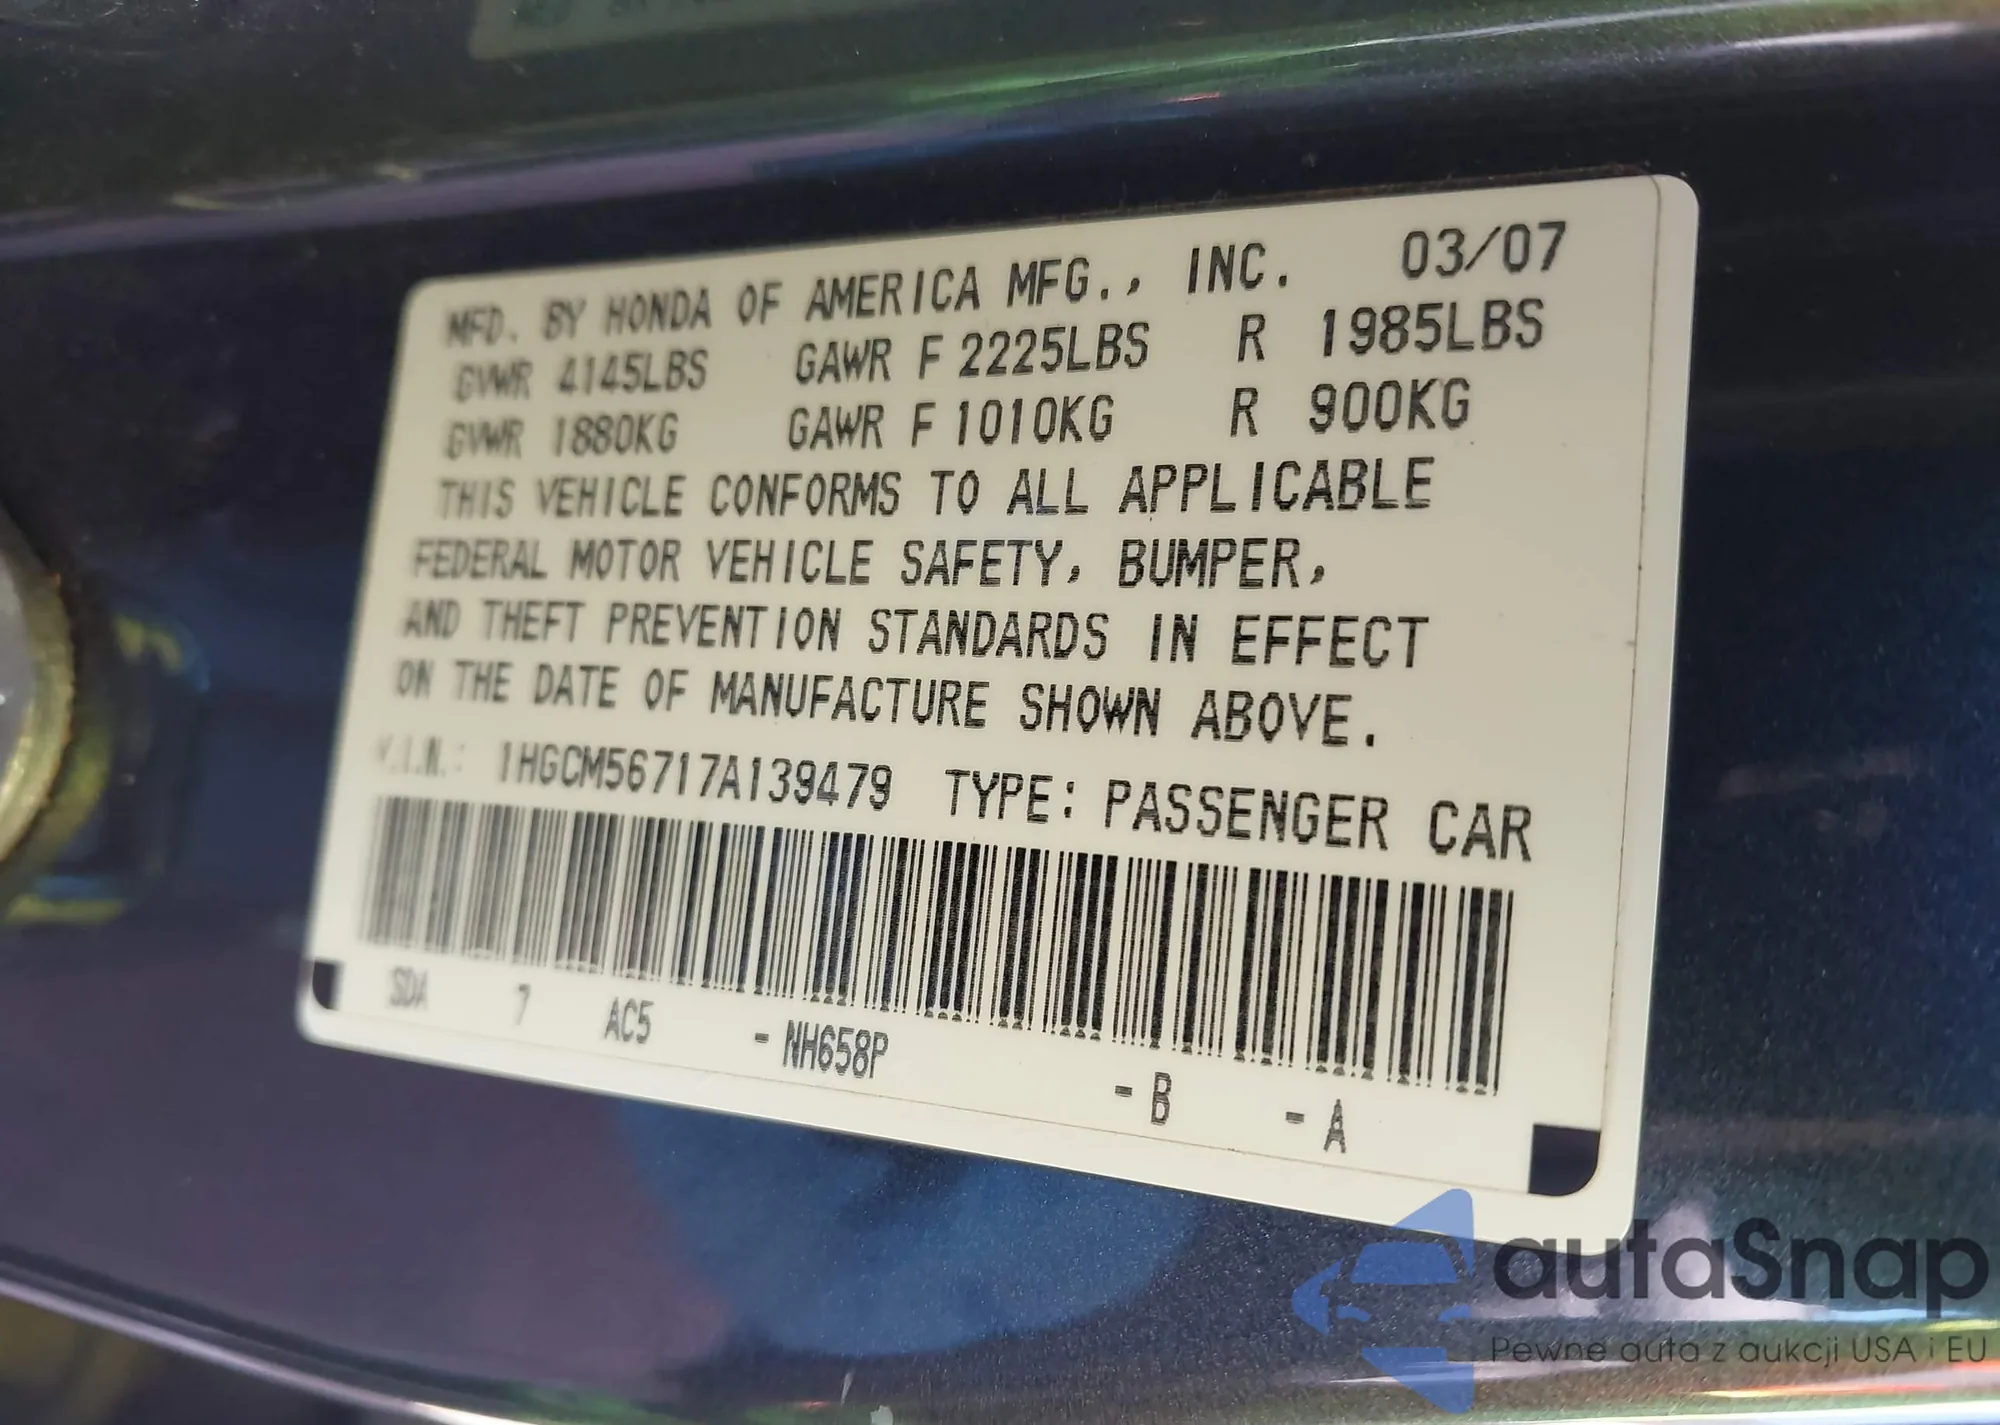 MFD. BY HONDA OF AMERICA MFG., INC. 03/07
GVWR 4145LBS GAWR F 2225LBS R 1985LBS
GVWR 1880KG GAWR F 1010KG R 900KG
THIS VEHICLE CONFORMS TO ALL APPLICABLE
FEDERAL MOTOR VEHICLE SAFETY, BUMPER,
AND THEFT PREVENTION STANDARDS IN EFFECT
ON THE DATE OF MANUFACTURE SHOWN ABOVE.
V.I.N.: 1HGCM56717A139479 TYPE: PASSENGER CAR
SDA 7 AC5 - NH658P - B - A
autaSnap
Pewne auta z aukcji USA i EU